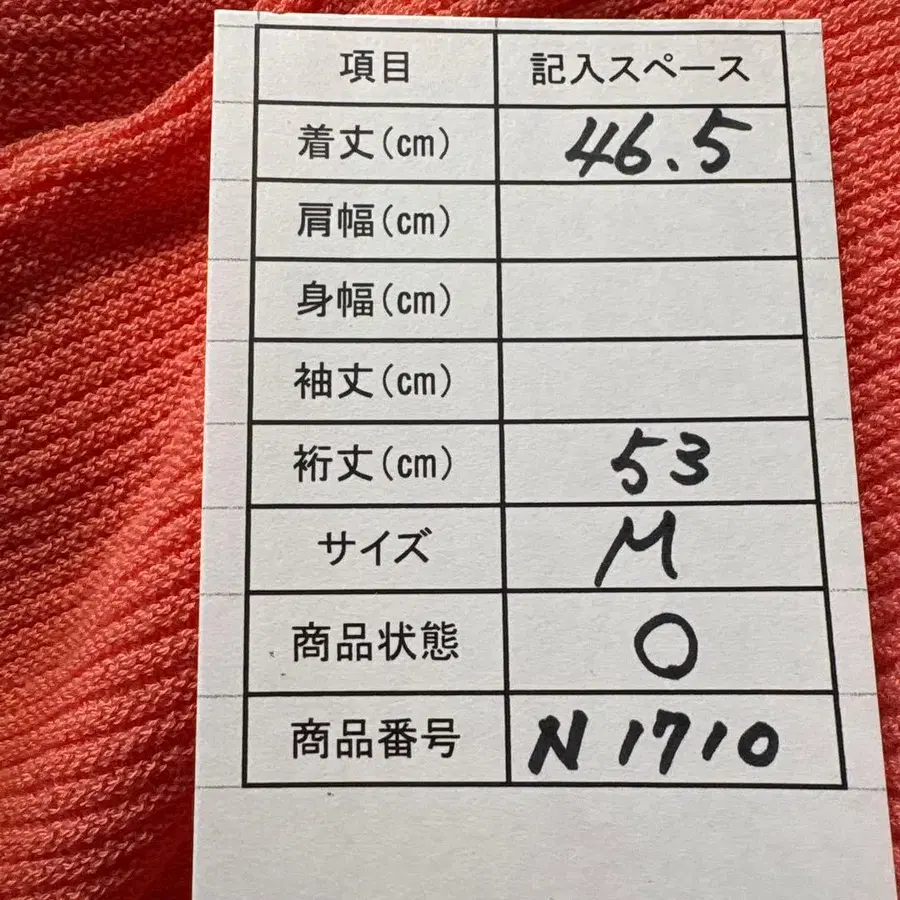 項目 記入スペース
着丈(cm) 46.5
肩幅(cm)
身幅(cm)
袖丈(cm)
裄丈(cm) 53
サイズ M
商品状態 O
商品番号 N1710